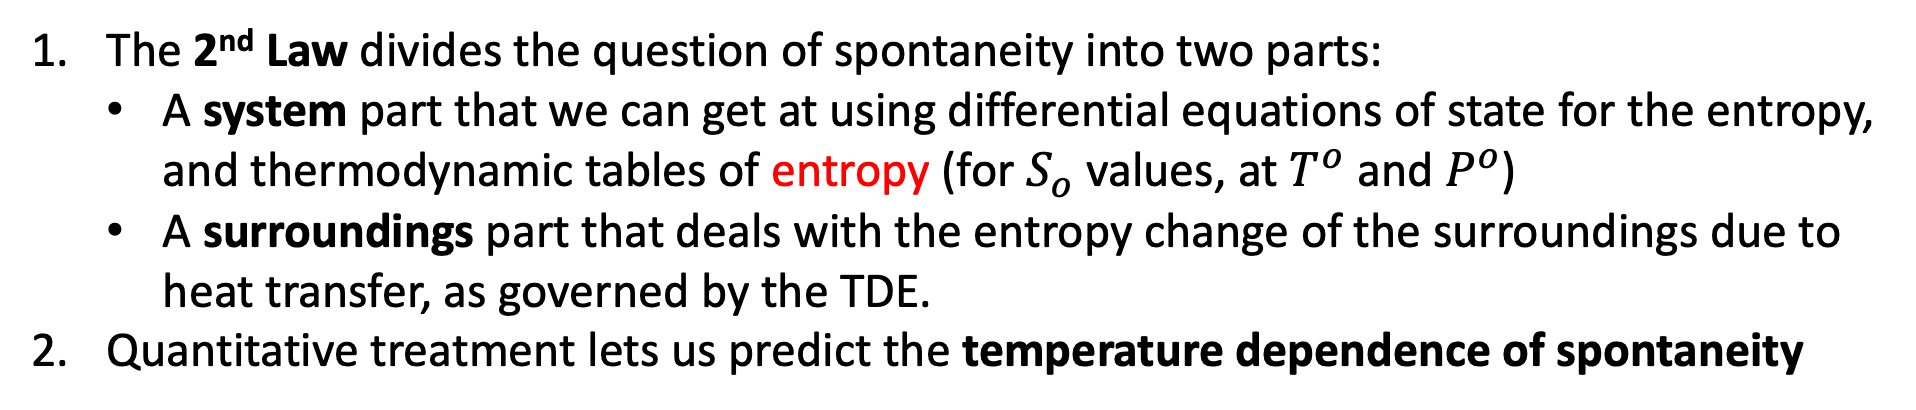 1. The 2nd Law divides the question of spontaneity into two parts:
• A system part that we can get at using differential equations of state for the entropy,
and thermodynamic tables of entropy (for Sₒ values, at Tᵒ and Pᵒ)
• A surroundings part that deals with the entropy change of the surroundings due to
heat transfer, as governed by the TDE.
2. Quantitative treatment lets us predict the temperature dependence of spontaneity